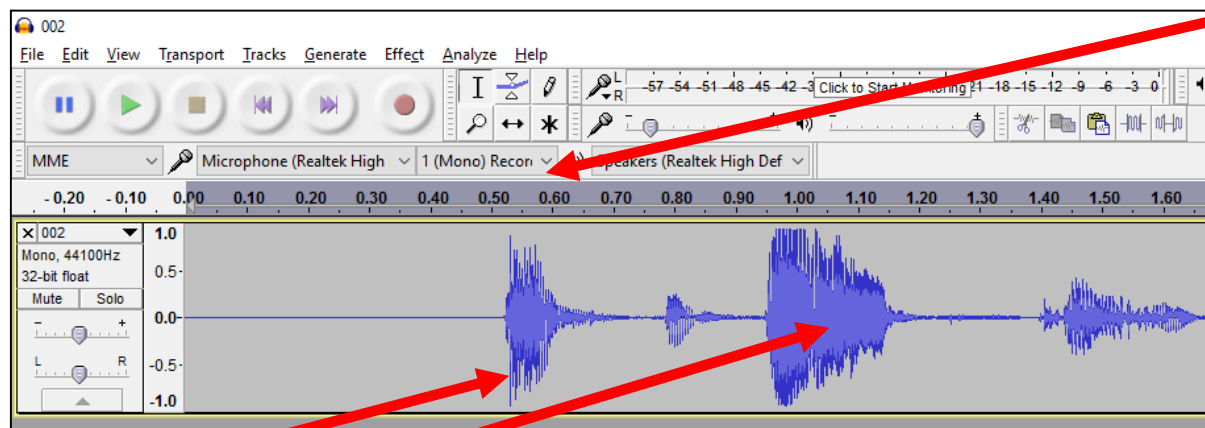 002
File Edit View Transport Tracks Generate Effect Analyze Help
L
R
-57 -54 -51 -48 -45 -42 -3 Click to Start Monitoring 21 -18 -15 -12 -9 -6 -3 0
- +
- +
MME Microphone (Realtek High 1 (Mono) Recor Speakers (Realtek High Def
- 0.20 - 0.10 0.00 0.10 0.20 0.30 0.40 0.50 0.60 0.70 0.80 0.90 1.00 1.10 1.20 1.30 1.40 1.50 1.60
X 002 1.0
Mono, 44100Hz
32-bit float 0.5
Mute Solo
- + 0.0
L R -0.5
-1.0